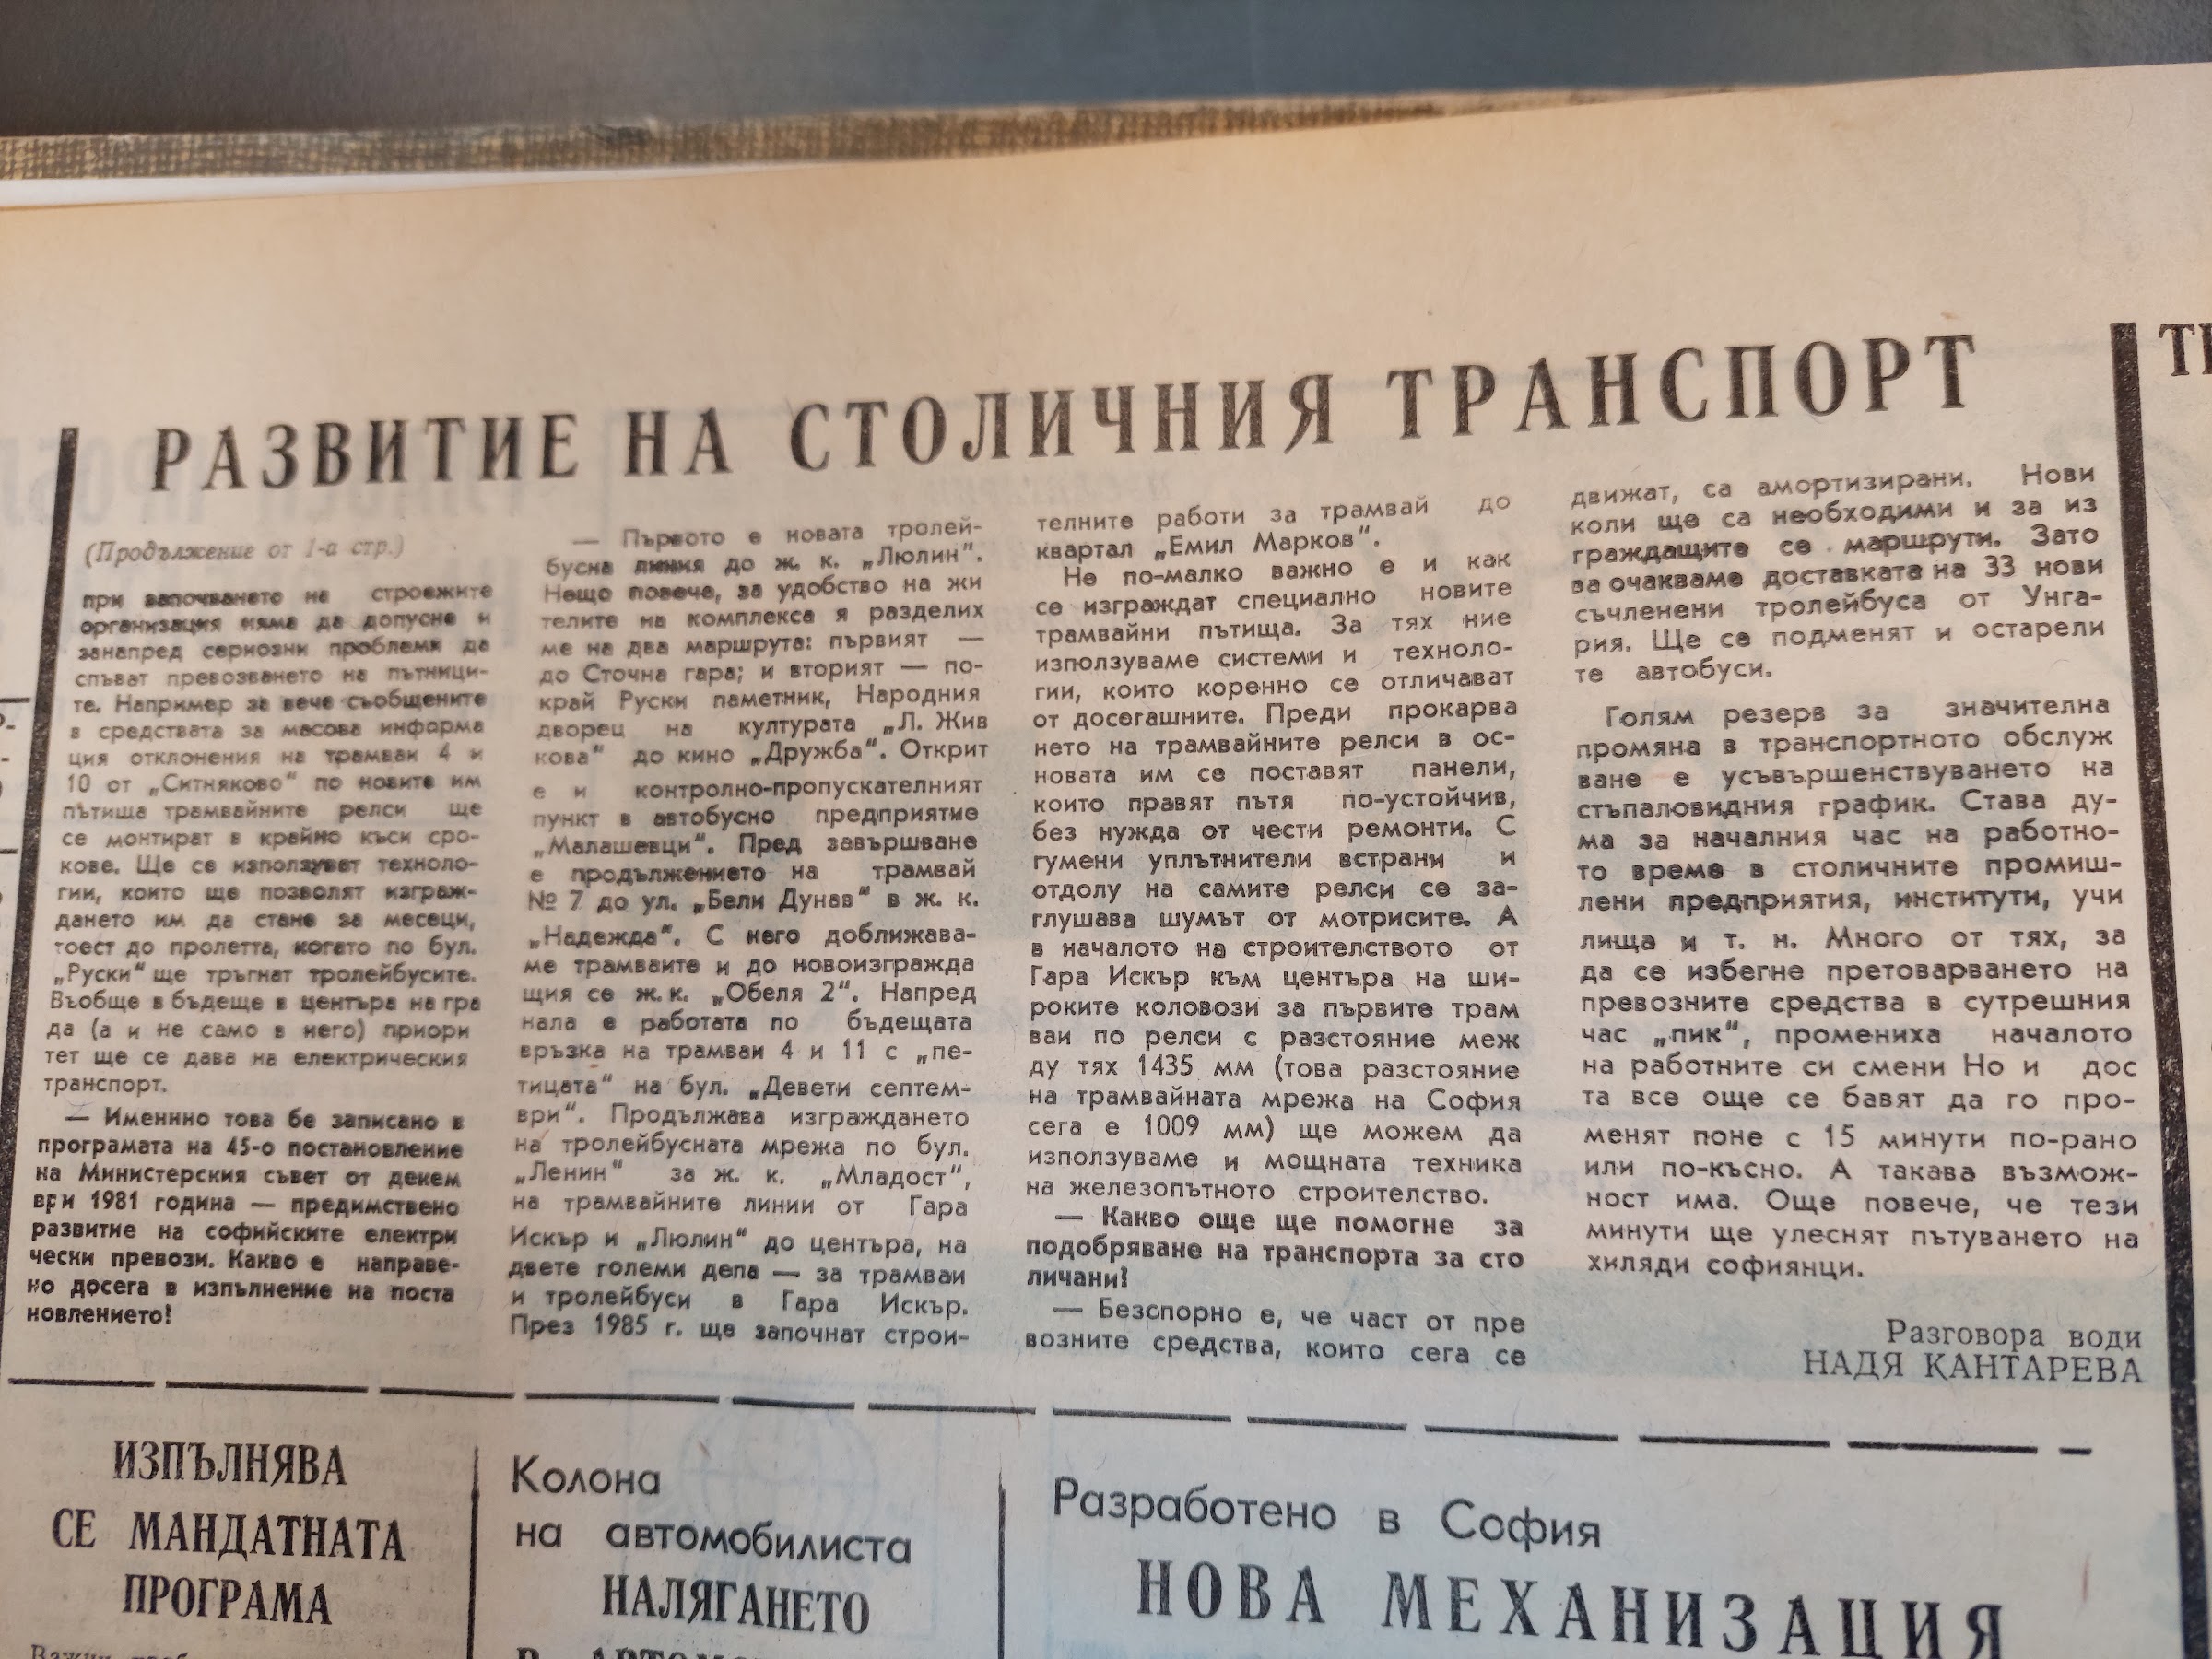 РАЗВИТИЕ НА СТОЛИЧНИЯ ТРАНСПОРТ
(Продължение от 1-а стр.)
при започването на строежите
организация няма да допусне и
занапред сериозни проблеми да
спъват превозването на пътници-
те. Например за вече съобщените
в средствата за масова информа
ция отклонения на трамваи 4 и
10 от „Ситняково“ по новите им
пътища трамвайните релси ще
се монтират в крайно къси сро-
кове. Ще се използуват техноло-
гии, които ще позволят изграж-
дането им да стане за месеци,
тоест до пролетта, когато по бул.
„Руски“ ще тръгнат тролейбусите.
Въобще в бъдеще в центъра на гра
да (а и не само в него) приори
тет ще се дава на електрическия
транспорт.
— Именно това бе записано в
програмата на 45-о постановление
на Министерския съвет от декем
ври 1981 година — предимствено
развитие на софийските електри
чески превози. Какво е направе-
но досега в изпълнение на поста
новлението?
— Първото е новата тролей-
бусна линия до ж. к. „Люлин“.
Нещо повече, за удобство на жи
телите на комплекса я разделих
ме на два маршрута: първият —
до Сточна гара; и вторият — по-
край Руски паметник, Народния
дворец на културата „Л. Жив
кова“ до кино „Дружба“. Открит
е и контролно-пропускателният
пункт в автобусно предприятие
„Малашевци“. Пред завършване
е продължението на трамвай
№ 7 до ул. „Бели Дунав“ в ж. к.
„Надежда“. С него доближава-
ме трамваите и до новоизгражда
щия се ж.к. „Обеля 2“. Напред
нала е работата по бъдещата
връзка на трамваи 4 и 11 с „пе-
тицата“ на бул. „Девети септем-
ври“. Продължава изграждането
на тролейбусната мрежа по бул.
„Ленин“ за ж. к. „Младост“,
на трамвайните линии от Гара
Искър и „Люлин“ до центъра, на
двете големи депа — за трамваи
и тролейбуси в Гара Искър.
През 1985 г. ще започнат строи-
телните работи за трамвай до
квартал „Емил Марков“.
Не по-малко важно е и как
се изграждат специално новите
трамвайни пътища. За тях ние
използуваме системи и техноло-
гии, които коренно се отличават
от досегашните. Преди прокарва
нето на трамвайните релси в ос-
новата им се поставят панели,
които правят пътя по-устойчив,
без нужда от чести ремонти. С
гумени уплътнители встрани и
отдолу на самите релси се за-
глушава шумът от мотрисите. А
в началото на строителството от
Гара Искър към центъра на ши-
роките коловози за първите трам
ваи по релси с разстояние меж
ду тях 1435 мм (това разстояние
на трамвайната мрежа на София
сега е 1009 мм) ще можем да
използуваме и мощната техника
на железопътното строителство.
— Какво още ще помогне за
подобряване на транспорта за сто
личани?
— Безспорно е, че част от пре
возните средства, които сега се
движат, са амортизирани. Нови
коли ще са необходими и за из
граждащите се маршрути. Зато
ва очакваме доставката на 33 нови
съчленени тролейбуса от Унга-
рия. Ще се подменят и остарели
те автобуси.
Голям резерв за значителна
промяна в транспортното обслуж
ване е усъвършенствуването на
стъпаловидния график. Става ду-
ма за началния час на работно-
то време в столичните промиш-
лени предприятия, институти, учи
лища и т. н. Много от тях, за
да се избегне претоварването на
превозните средства в сутрешния
час „пик“, промениха началото
на работните си смени Но и дос
та все още се бавят да го про-
менят поне с 15 минути по-рано
или по-късно. А такава възмож-
ност има. Още повече, че тези
минути ще улеснят пътуването на
хиляди софиянци.
Разговора води
НАДЯ КАНТАРЕВА
ИЗПЪЛНЯВА
СЕ МАНДАТНАТА
ПРОГРАМА
Колона
на автомобилиста
НАЛЯГАНЕТО
Разработено в София
НОВА МЕХАНИЗАЦИЯ